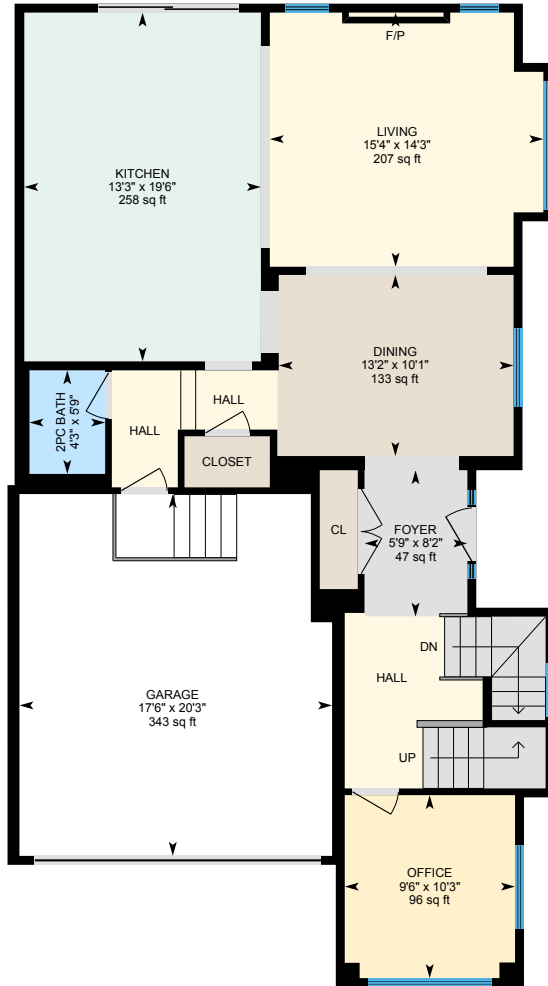 F/P
LIVING
15'4" x 14'3"
207 sq ft
KITCHEN
13'3" x 19'6"
258 sq ft
DINING
13'2" x 10'1"
133 sq ft
2PC BATH
4'3" x 5'9"
HALL
HALL
CLOSET
CL
FOYER
5'9" x 8'2"
47 sq ft
DN
HALL
GARAGE
17'6" x 20'3"
343 sq ft
UP
OFFICE
9'6" x 10'3"
96 sq ft